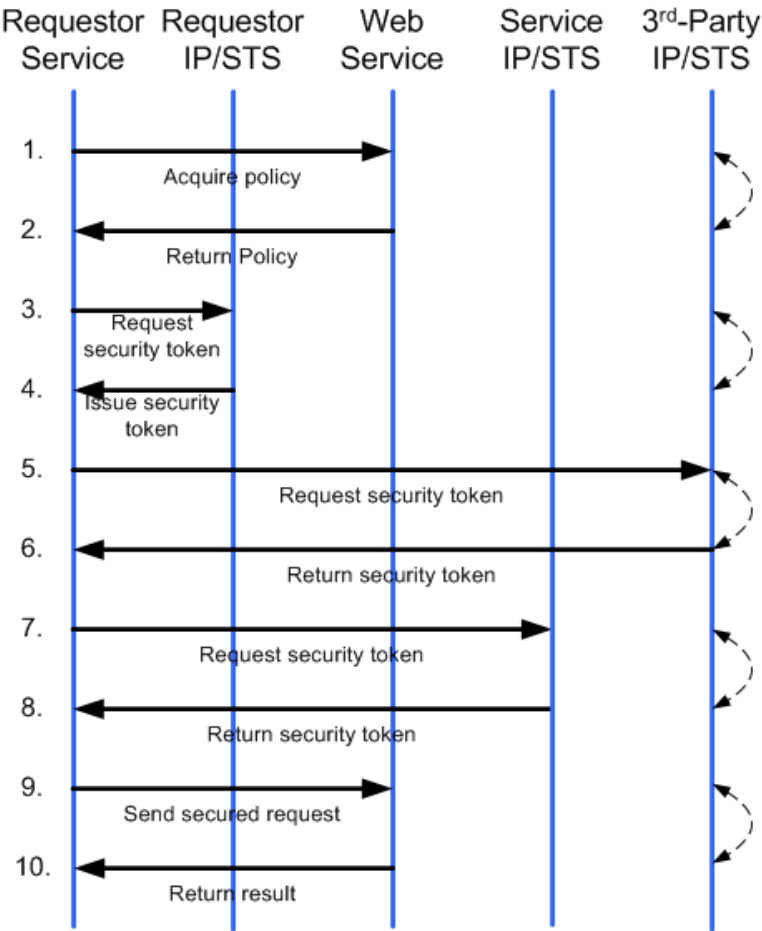 Requestor Requestor Web Service 3rd-Party
Service IP/STS Service IP/STS IP/STS
1.
Acquire policy
2.
Return Policy
3.
Request
security token
4.
Issue security
token
5.
Request security token
6.
Return security token
7.
Request security token
8.
Return security token
9.
Send secured request
10.
Return result